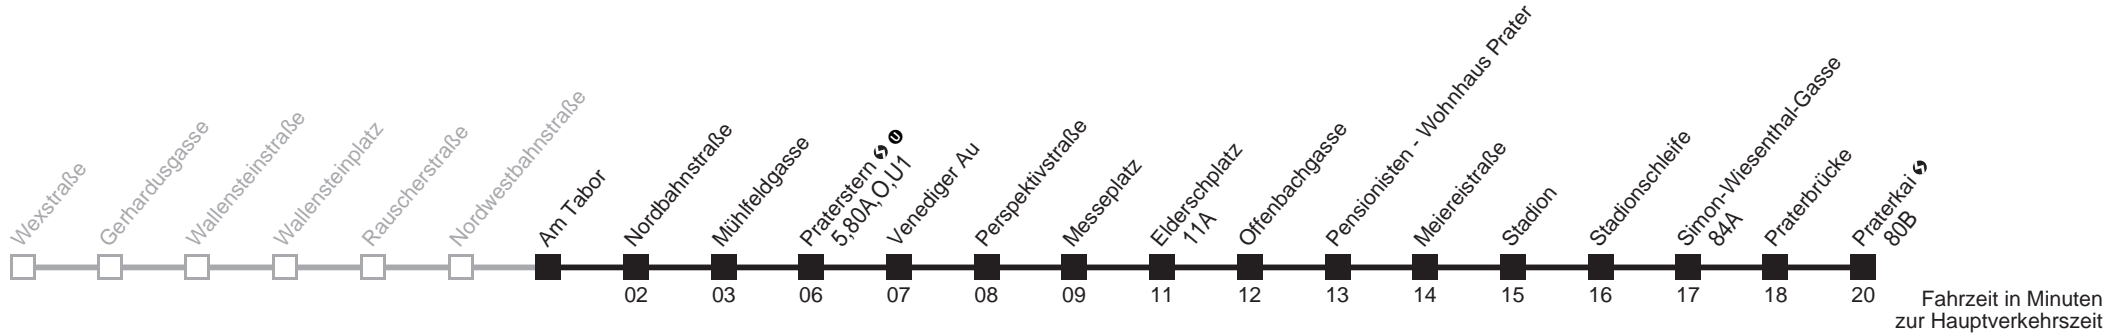 Wexstraße
Gerhardusgasse
Wallensteinstraße
Wallensteinplatz
Rauscherstraße
Nordwestbahnstraße
Am Tabor
Nordbahnstraße
Mühlfeldgasse
Praterstern S U
5,80A,O,U1
Venediger Au
Perspektivstraße
Messeplatz
Elderschplatz
11A
Offenbachgasse
Pensionisten - Wohnhaus Prater
Meiereistraße
Stadion
Stadionschleife
Simon-Wiesenthal-Gasse
84A
Praterbrücke
Praterkai S
80B
02 03 06 07 08 09 11 12 13 14 15 16 17 18 20
Fahrzeit in Minuten
zur Hauptverkehrszeit